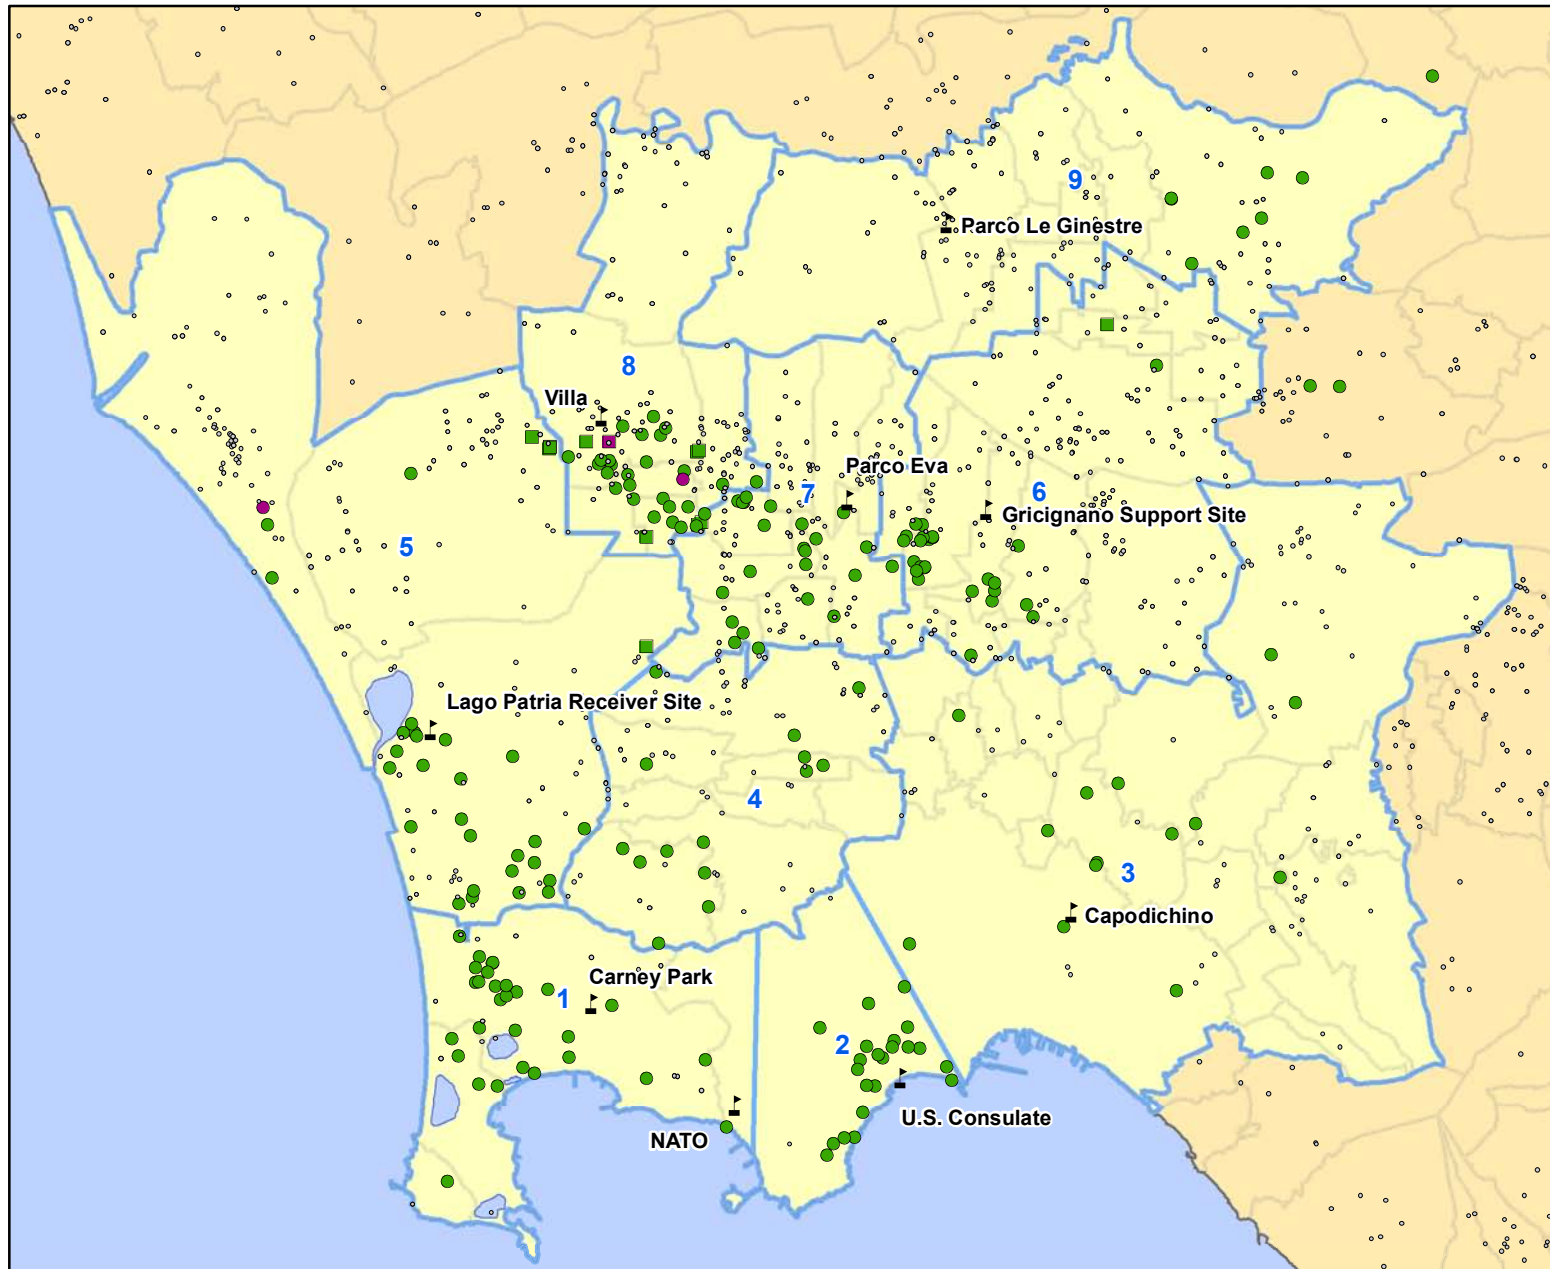 9
Parco Le Ginestre
8
Villa
Parco Eva
7
6
Gricignano Support Site
5
Lago Patria Receiver Site
4
3
Capodichino
Carney Park
1
2
U.S. Consulate
NATO